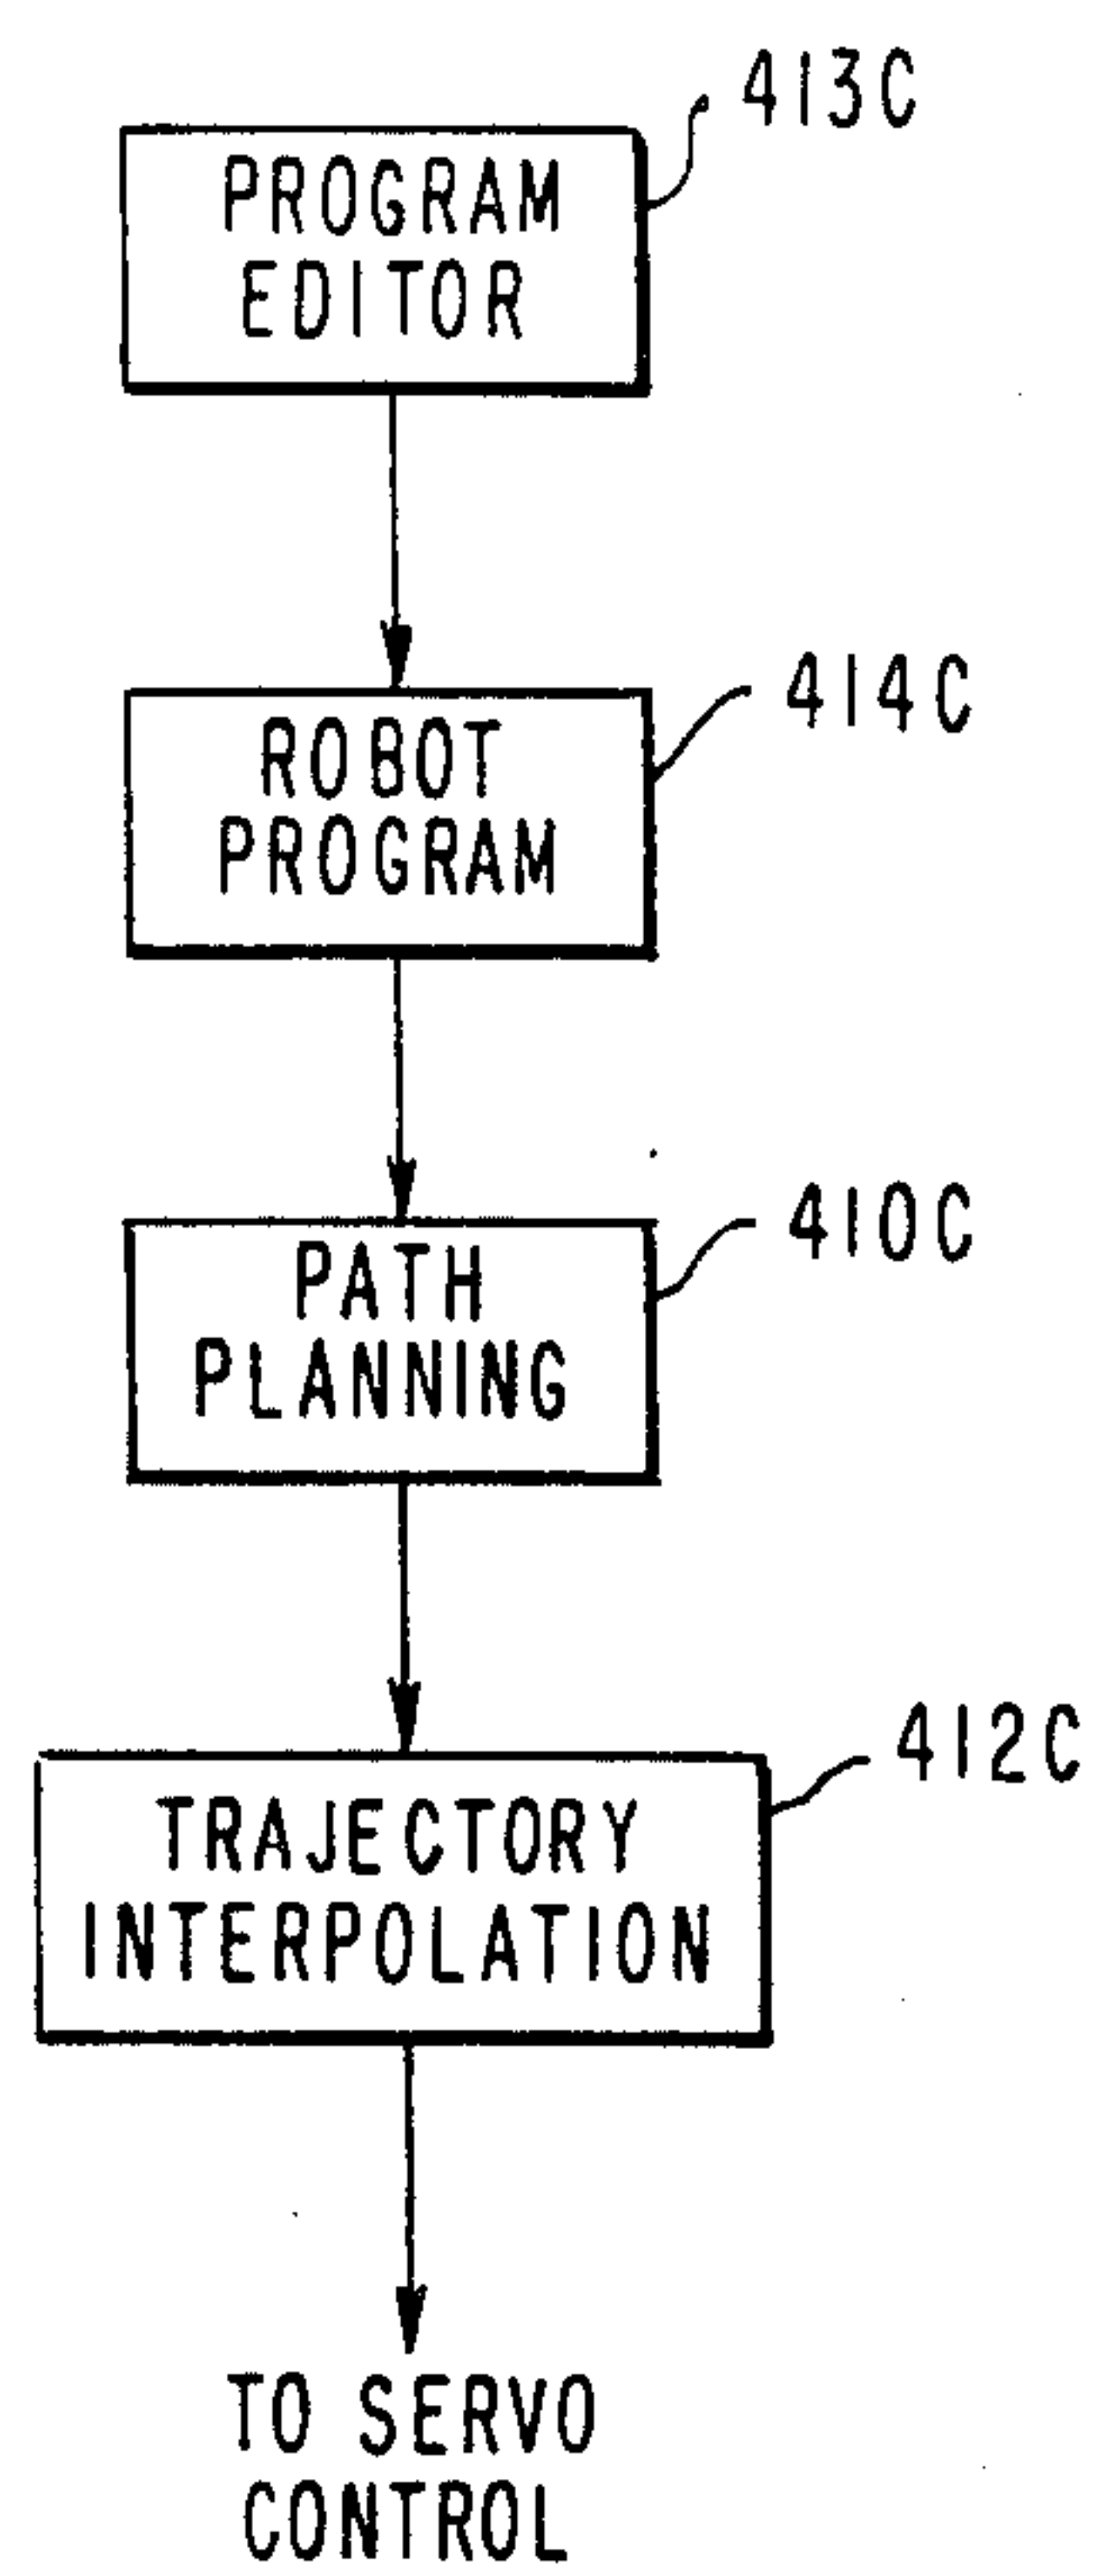 413C
PROGRAM
EDITOR
414C
ROBOT
PROGRAM
410C
PATH
PLANNING
412C
TRAJECTORY
INTERPOLATION
TO SERVO
CONTROL